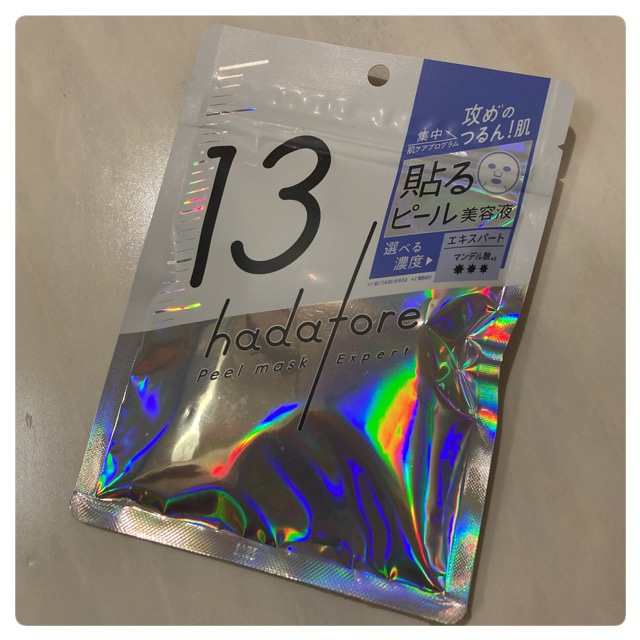 13
集中
肌ケアプログラム
攻めの
つるん!肌
貼る
ピール美容液
選べる
濃度▶
エキスパート
マンデル酸*2
hadatore
Peel mask / Expert